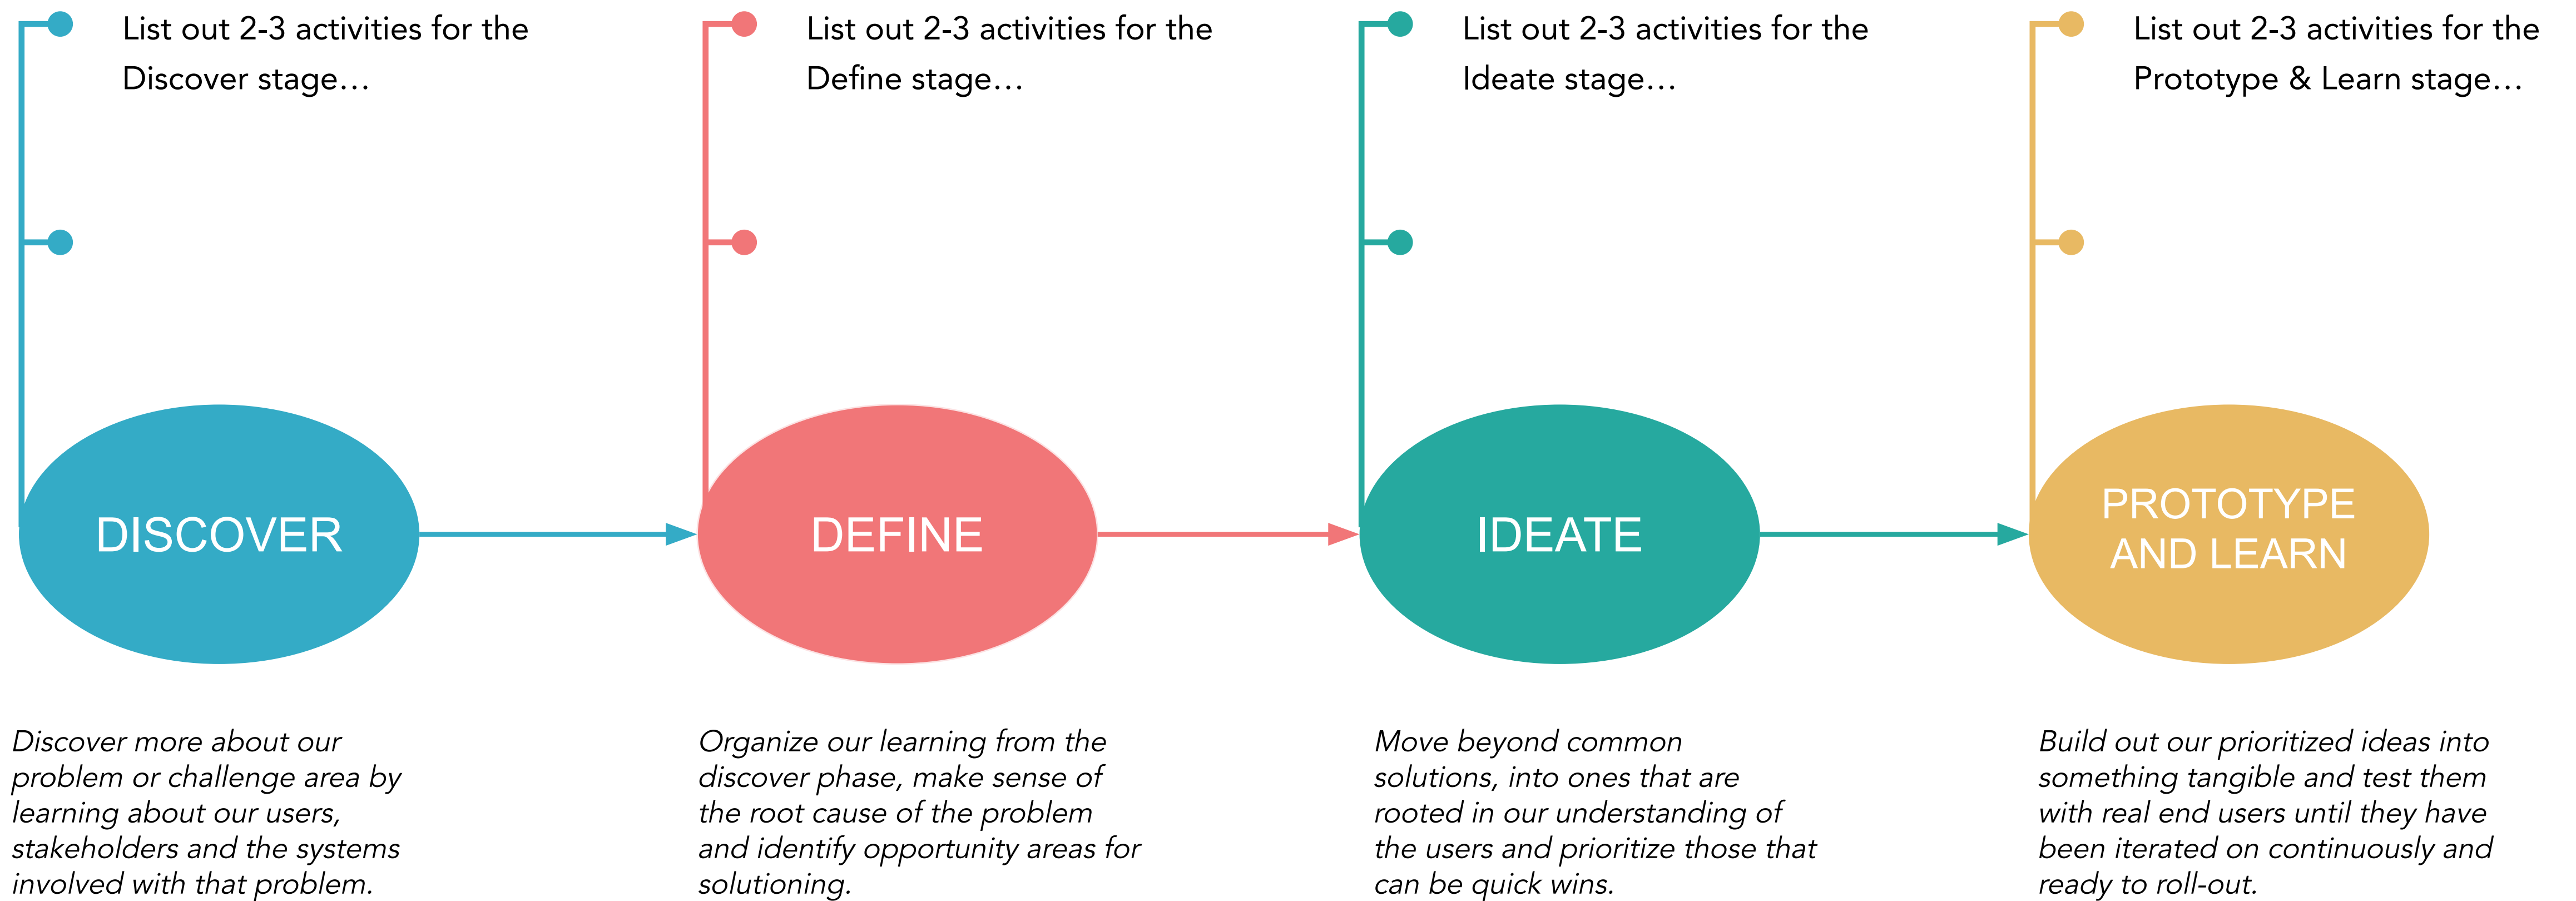 List out 2-3 activities for the
Discover stage…
List out 2-3 activities for the
Define stage…
List out 2-3 activities for the
Ideate stage…
List out 2-3 activities for the
Prototype & Learn stage…
DISCOVER
DEFINE
IDEATE
PROTOTYPE
AND LEARN
Discover more about our
problem or challenge area by
learning about our users,
stakeholders and the systems
involved with that problem.
Organize our learning from the
discover phase, make sense of
the root cause of the problem
and identify opportunity areas for
solutioning.
Move beyond common
solutions, into ones that are
rooted in our understanding of
the users and prioritize those that
can be quick wins.
Build out our prioritized ideas into
something tangible and test them
with real end users until they have
been iterated on continuously and
ready to roll-out.